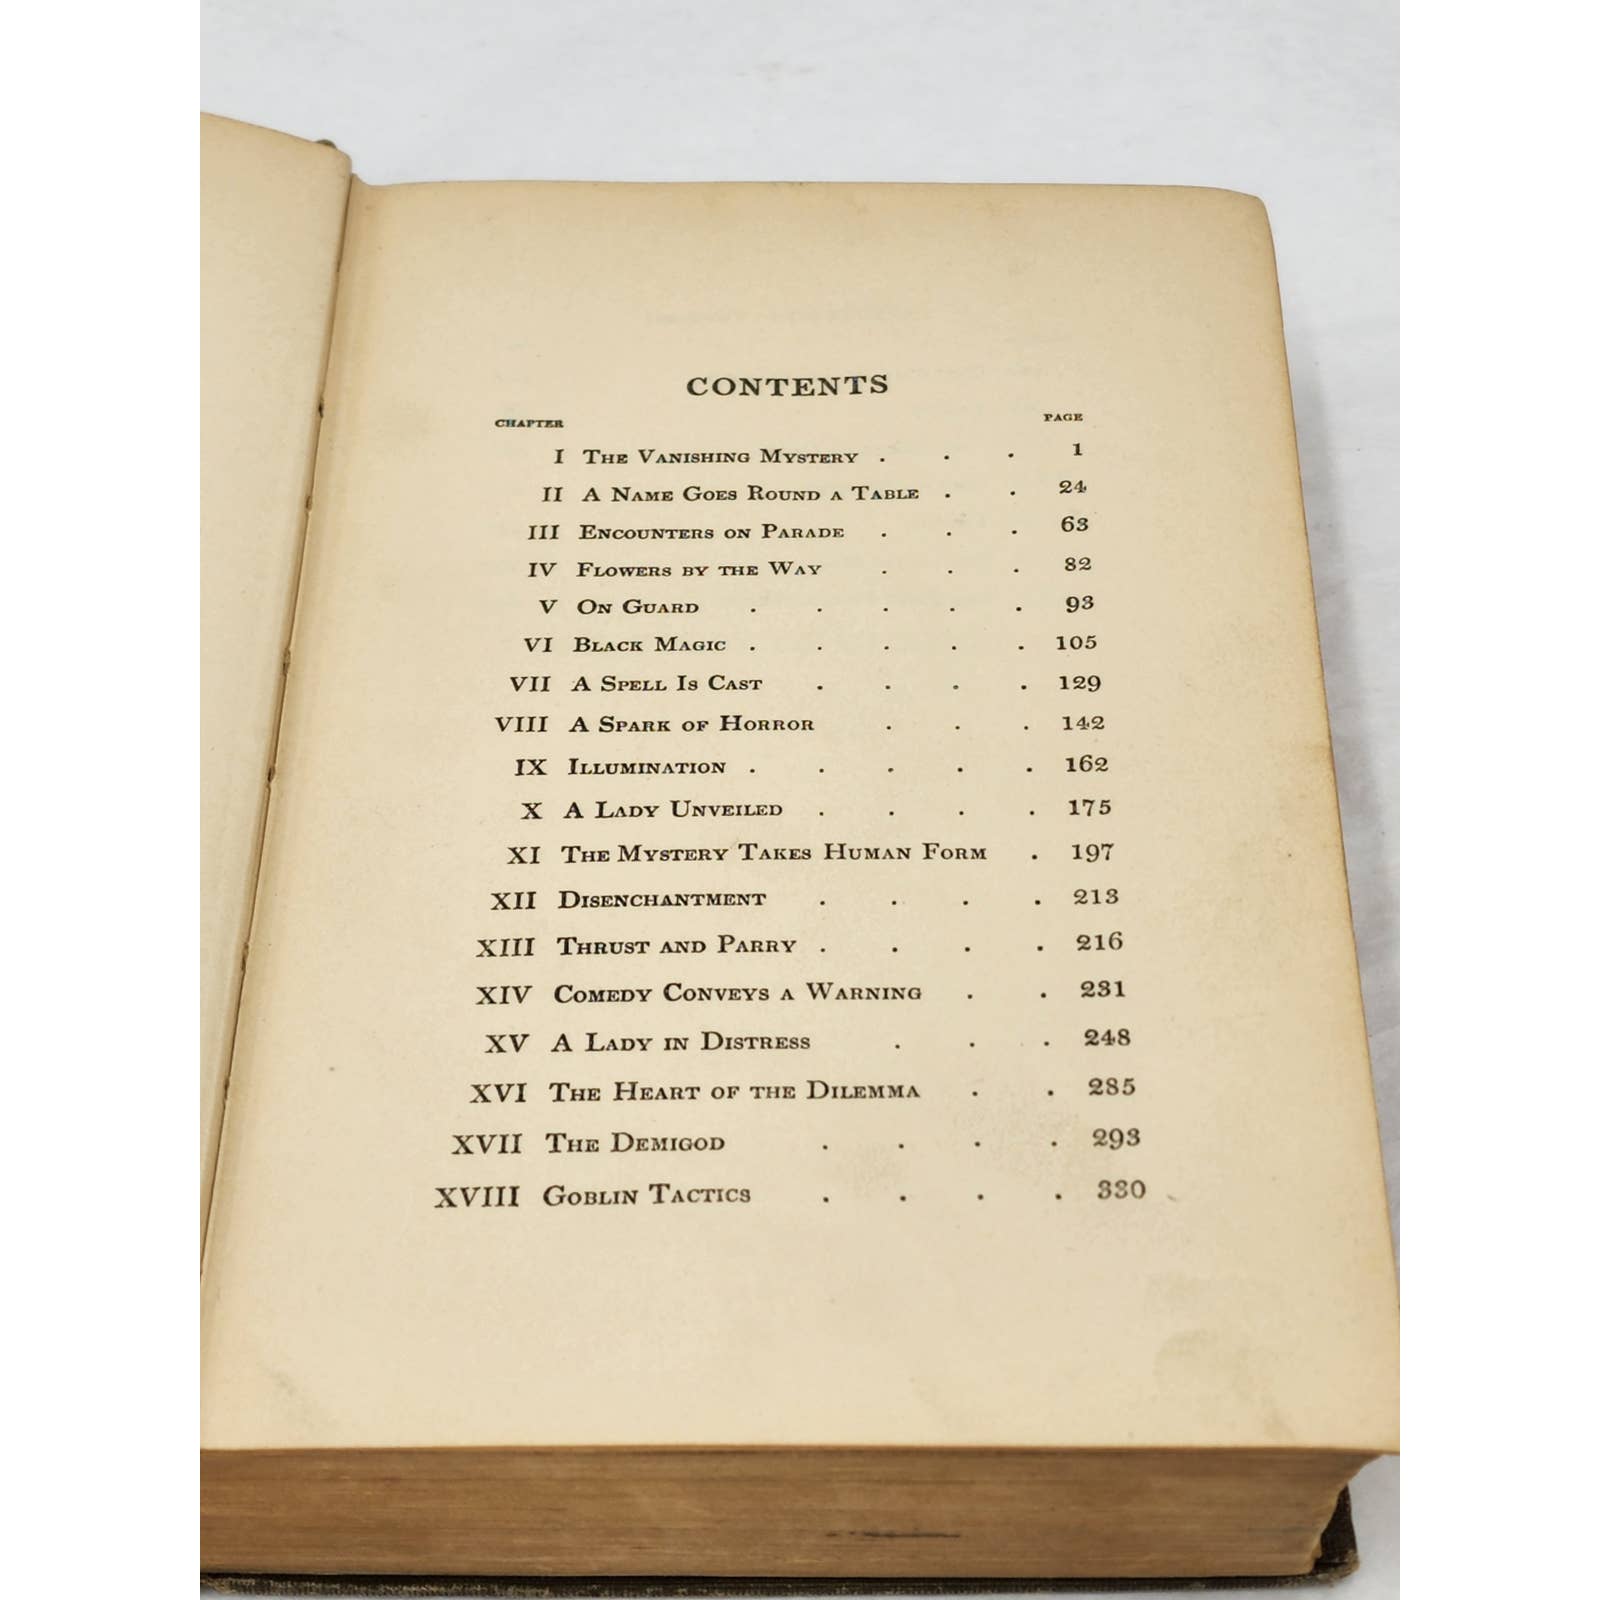 CONTENTS
CHAPTER PAGE
I THE VANISHING MYSTERY . . . 1
II A NAME GOES ROUND A TABLE . . 24
III ENCOUNTERS ON PARADE . . . 63
IV FLOWERS BY THE WAY . . . 82
V ON GUARD . . . . . 93
VI BLACK MAGIC . . . . . 105
VII A SPELL IS CAST . . . . 129
VIII A SPARK OF HORROR . . . 142
IX ILLUMINATION . . . . . 162
X A LADY UNVEILED . . . . 175
XI THE MYSTERY TAKES HUMAN FORM . 197
XII DISENCHANTMENT . . . . 213
XIII THRUST AND PARRY . . . . 216
XIV COMEDY CONVEYS A WARNING . . 231
XV A LADY IN DISTRESS . . . 248
XVI THE HEART OF THE DILEMMA . . 285
XVII THE DEMIGOD . . . . 293
XVIII GOBLIN TACTICS . . . . 330